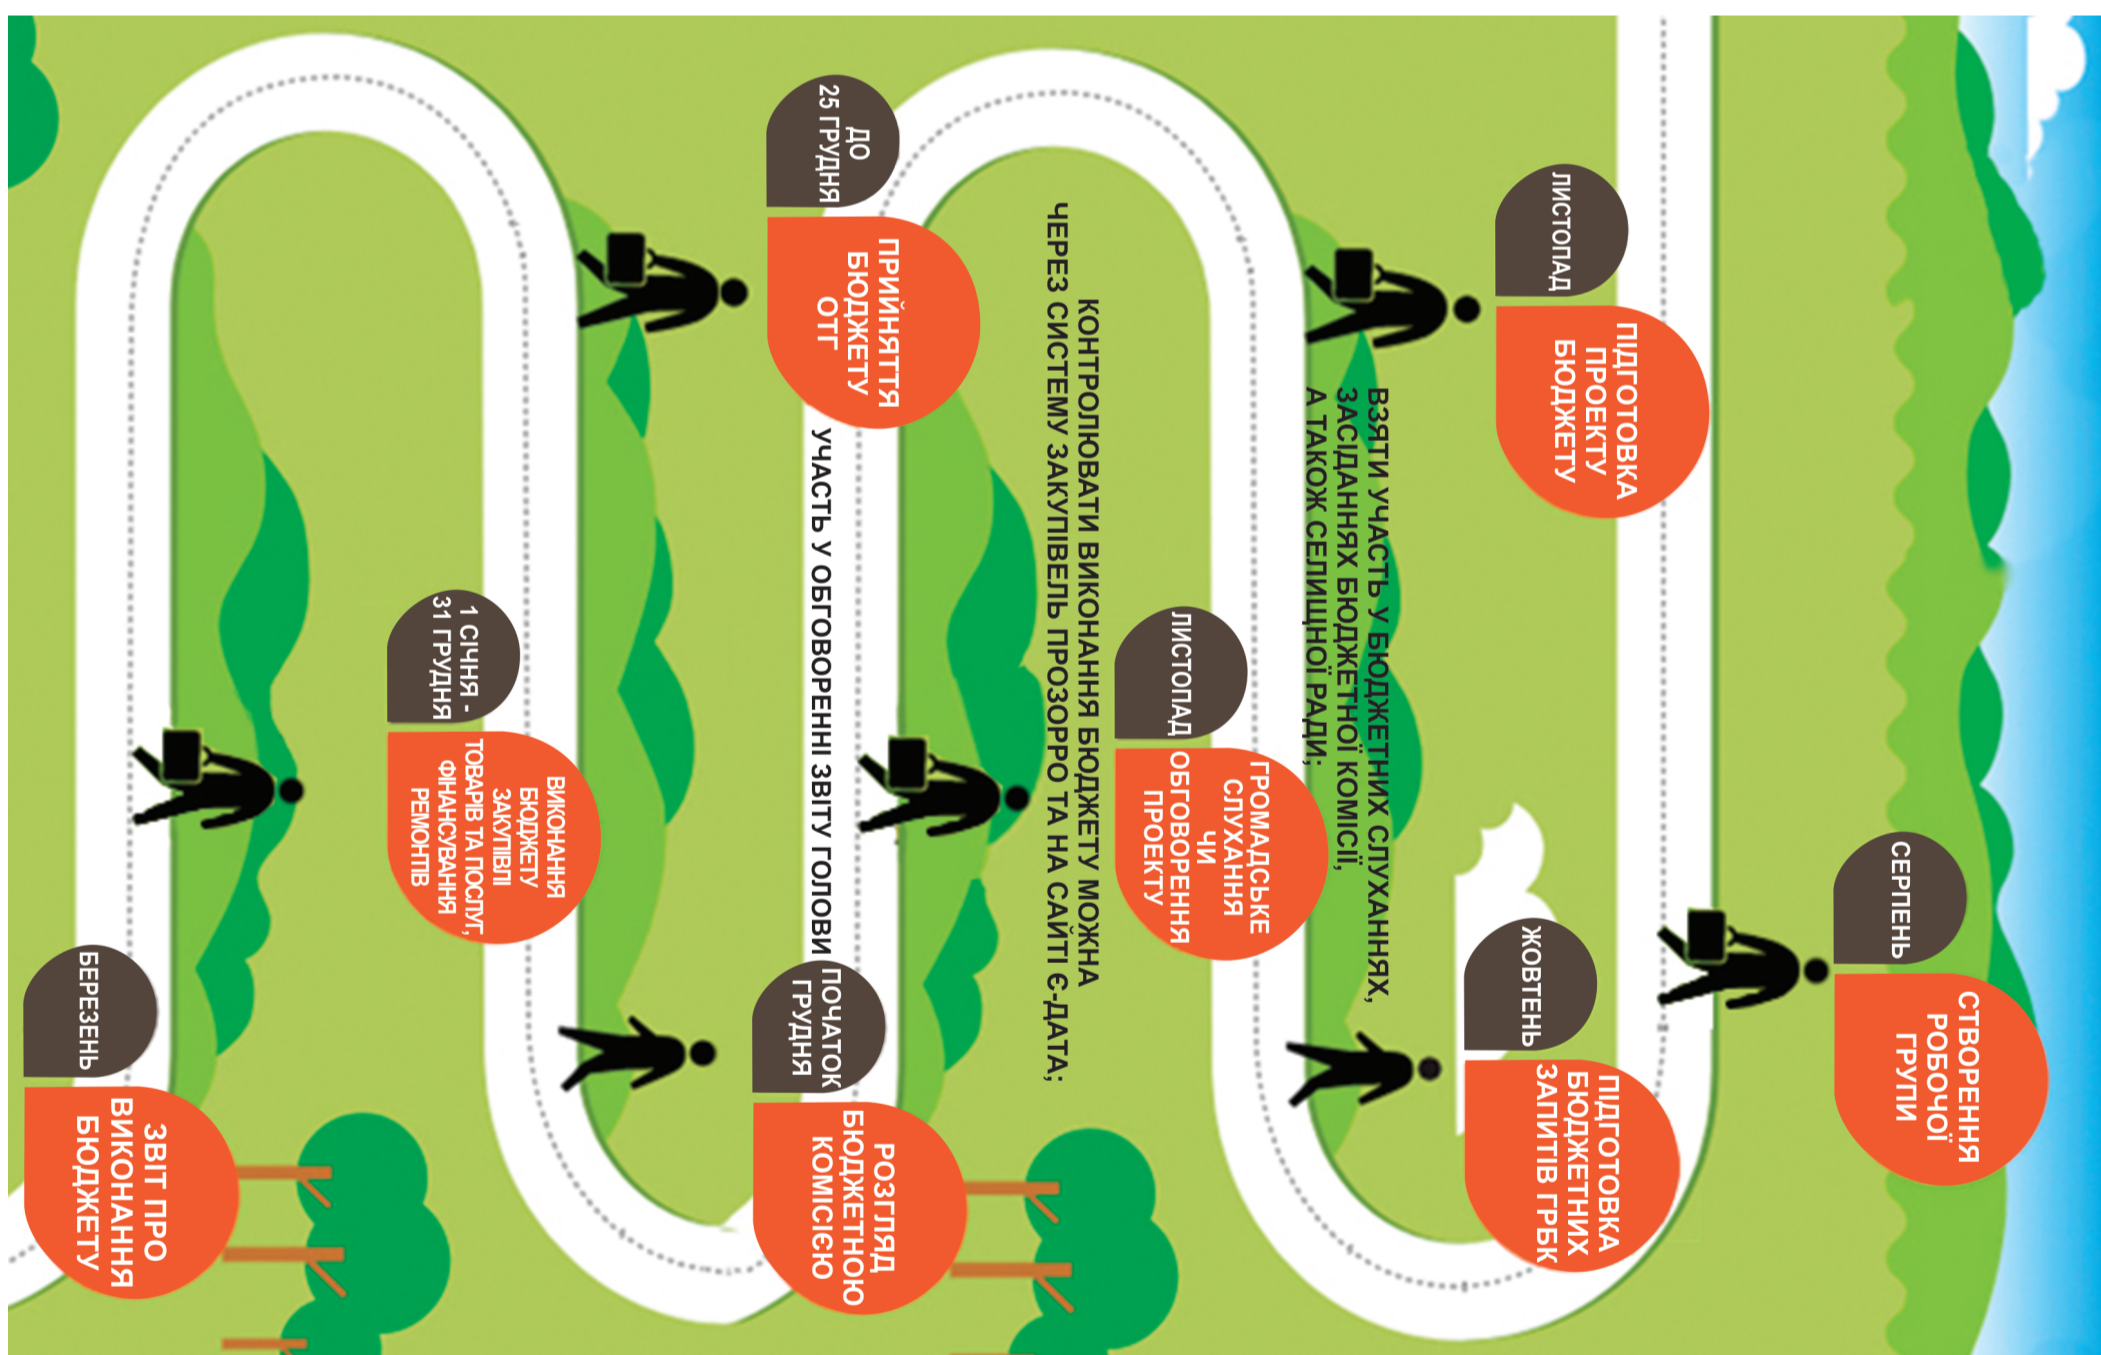 СЕРПЕНЬ
СТВОРЕННЯ
РОБОЧОЇ
ГРУПИ
ЛИСТОПАД
ПІДГОТОВКА
ПРОЕКТУ
БЮДЖЕТУ
ЖОВТЕНЬ
ПІДГОТОВКА
БЮДЖЕТНИХ
ЗАПИТІВ ГРБК
ВЗЯТИ УЧАСТЬ У БЮДЖЕТНИХ СЛУХАННЯХ,
ЗАСІДАННЯХ БЮДЖЕТНОЇ КОМІСІЇ,
А ТАКОЖ СЕЛИЩНОЇ РАДИ;
ЛИСТОПАД
ГРОМАДСЬКЕ
СЛУХАННЯ
ЧИ
ОБГОВОРЕННЯ
ПРОЕКТУ
КОНТРОЛЮВАТИ ВИКОНАННЯ БЮДЖЕТУ МОЖНА
ЧЕРЕЗ СИСТЕМУ ЗАКУПІВЕЛЬ ПРОЗОРРО ТА НА САЙТІ Є-ДАТА;
ДО
25 ГРУДНЯ
ПРИЙНЯТТЯ
БЮДЖЕТУ
ОТГ
УЧАСТЬ У ОБГОВОРЕННІ ЗВІТУ ГОЛОВИ
ПОЧАТОК
ГРУДНЯ
РОЗГЛЯД
БЮДЖЕТНОЮ
КОМІСІЄЮ
1 СІЧНЯ -
31 ГРУДНЯ
ВИКОНАННЯ
БЮДЖЕТУ
ЗАКУПІВЛІ
ТОВАРІВ ТА ПОСЛУГ,
ФІНАНСУВАННЯ
РЕМОНТІВ
БЕРЕЗЕНЬ
ЗВІТ ПРО
ВИКОНАННЯ
БЮДЖЕТУ